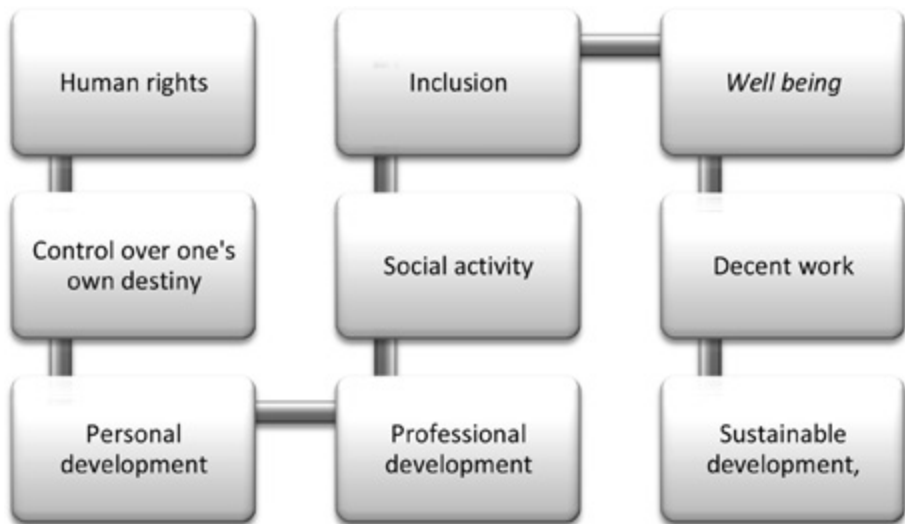 Human rights
Control over one's
own destiny
Personal
development
Professional
development
Social activity
Inclusion
Well being
Decent work
Sustainable
development,